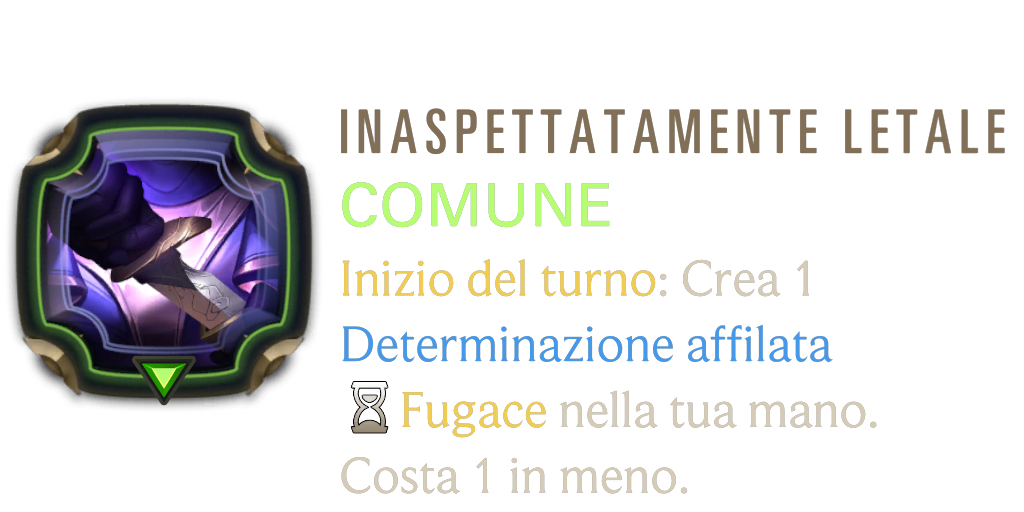 INASPETTATAMENTE LETALE
COMUNE
Inizio del turno: Crea 1
Determinazione affilata
Fugace nella tua mano.
Costa 1 in meno.